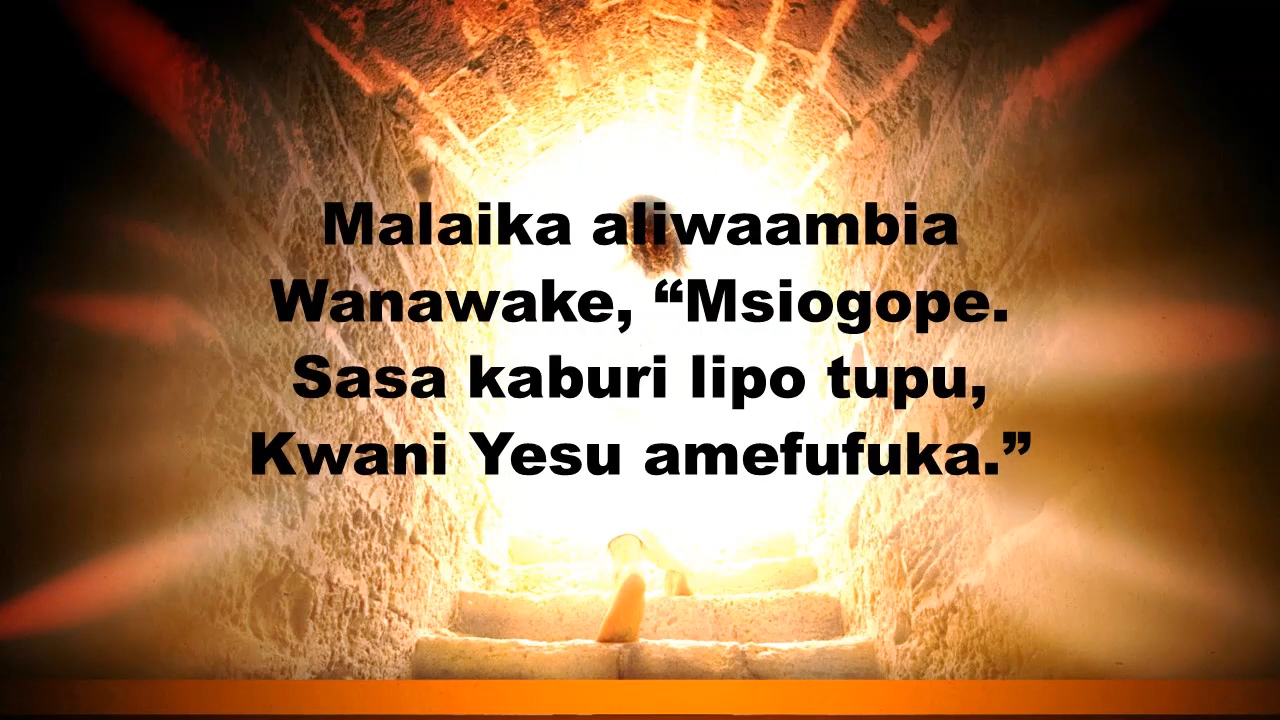 Malaika aliwaambia
Wanawake, “Msiogope.
Sasa kaburi lipo tupu,
Kwani Yesu amefufuka.”